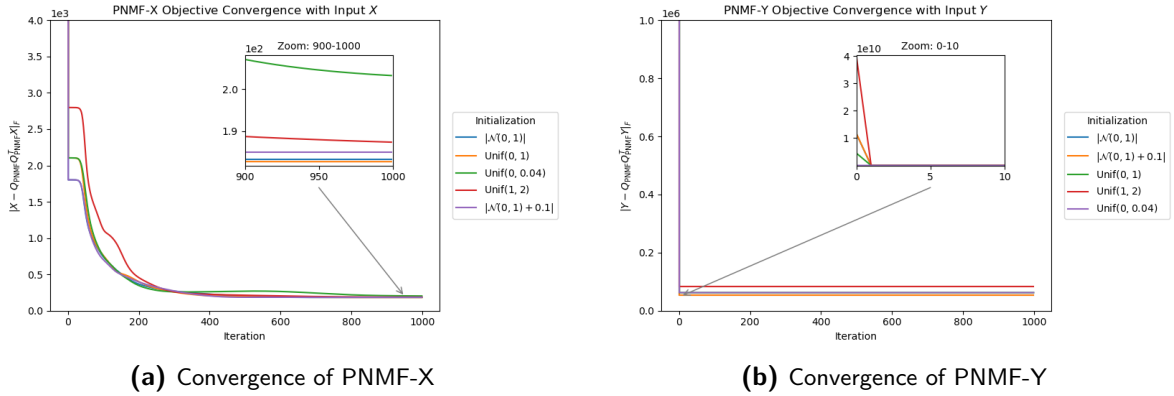 PNMF-X Objective Convergence with Input X
1e3
4.0
3.5
3.0
2.5
2.0
1.5
1.0
0.5
0.0
|X − Q_PNMF Q_PNMF^T X|_F
0
200
400
600
800
1000
Iteration
Zoom: 900-1000
1e2
2.0
1.9
900
950
1000
Initialization
|𝒩(0, 1)|
Unif(0, 1)
Unif(0, 0.04)
Unif(1, 2)
|𝒩(0, 1) + 0.1|
(a) Convergence of PNMF-X
PNMF-Y Objective Convergence with Input Y
1e6
1.0
0.8
0.6
0.4
0.2
0.0
|Y − Q_PNMF Q_PNMF^T Y|_F
0
200
400
600
800
1000
Iteration
Zoom: 0-10
4 1e10
3
2
1
0
5
10
Initialization
|𝒩(0, 1)|
|𝒩(0, 1) + 0.1|
Unif(0, 1)
Unif(1, 2)
Unif(0, 0.04)
(b) Convergence of PNMF-Y